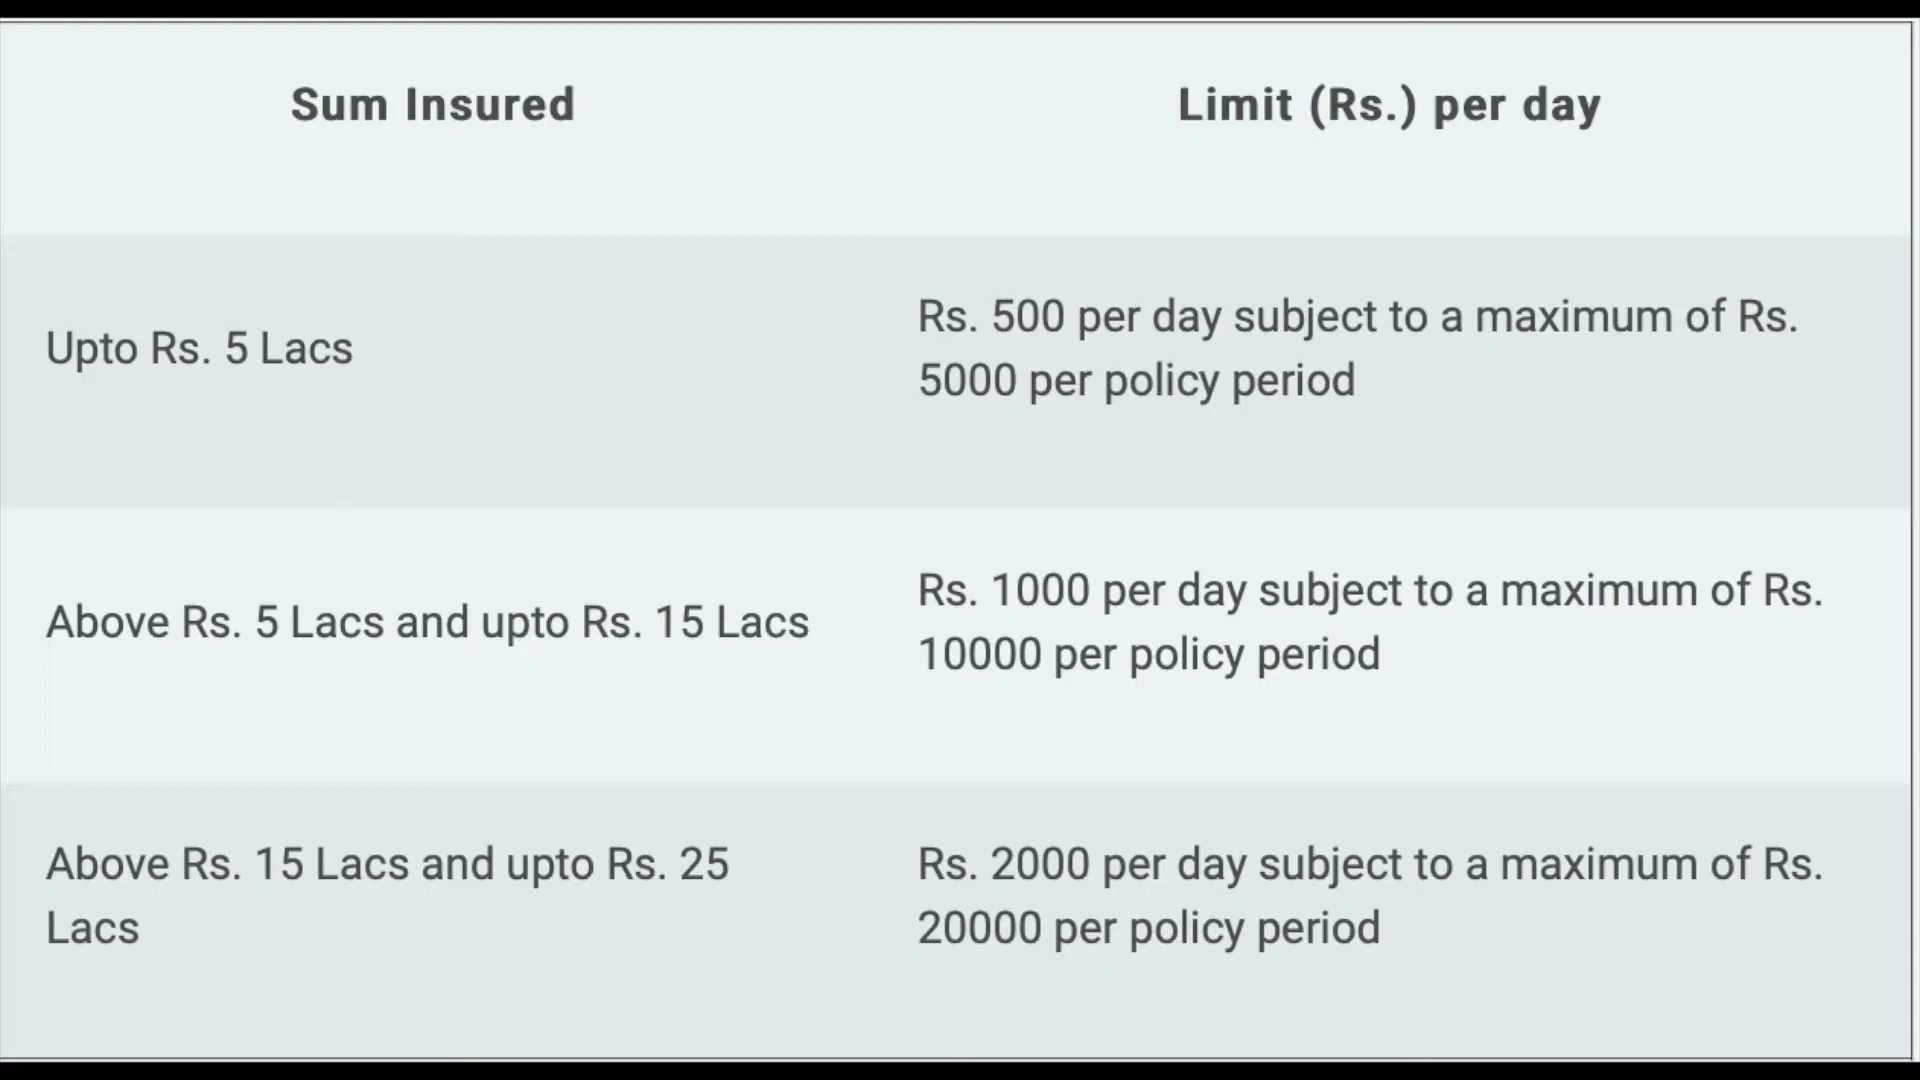 Sum Insured
Limit (Rs.) per day
Upto Rs. 5 Lacs
Rs. 500 per day subject to a maximum of Rs.
5000 per policy period
Above Rs. 5 Lacs and upto Rs. 15 Lacs
Rs. 1000 per day subject to a maximum of Rs.
10000 per policy period
Above Rs. 15 Lacs and upto Rs. 25
Lacs
Rs. 2000 per day subject to a maximum of Rs.
20000 per policy period